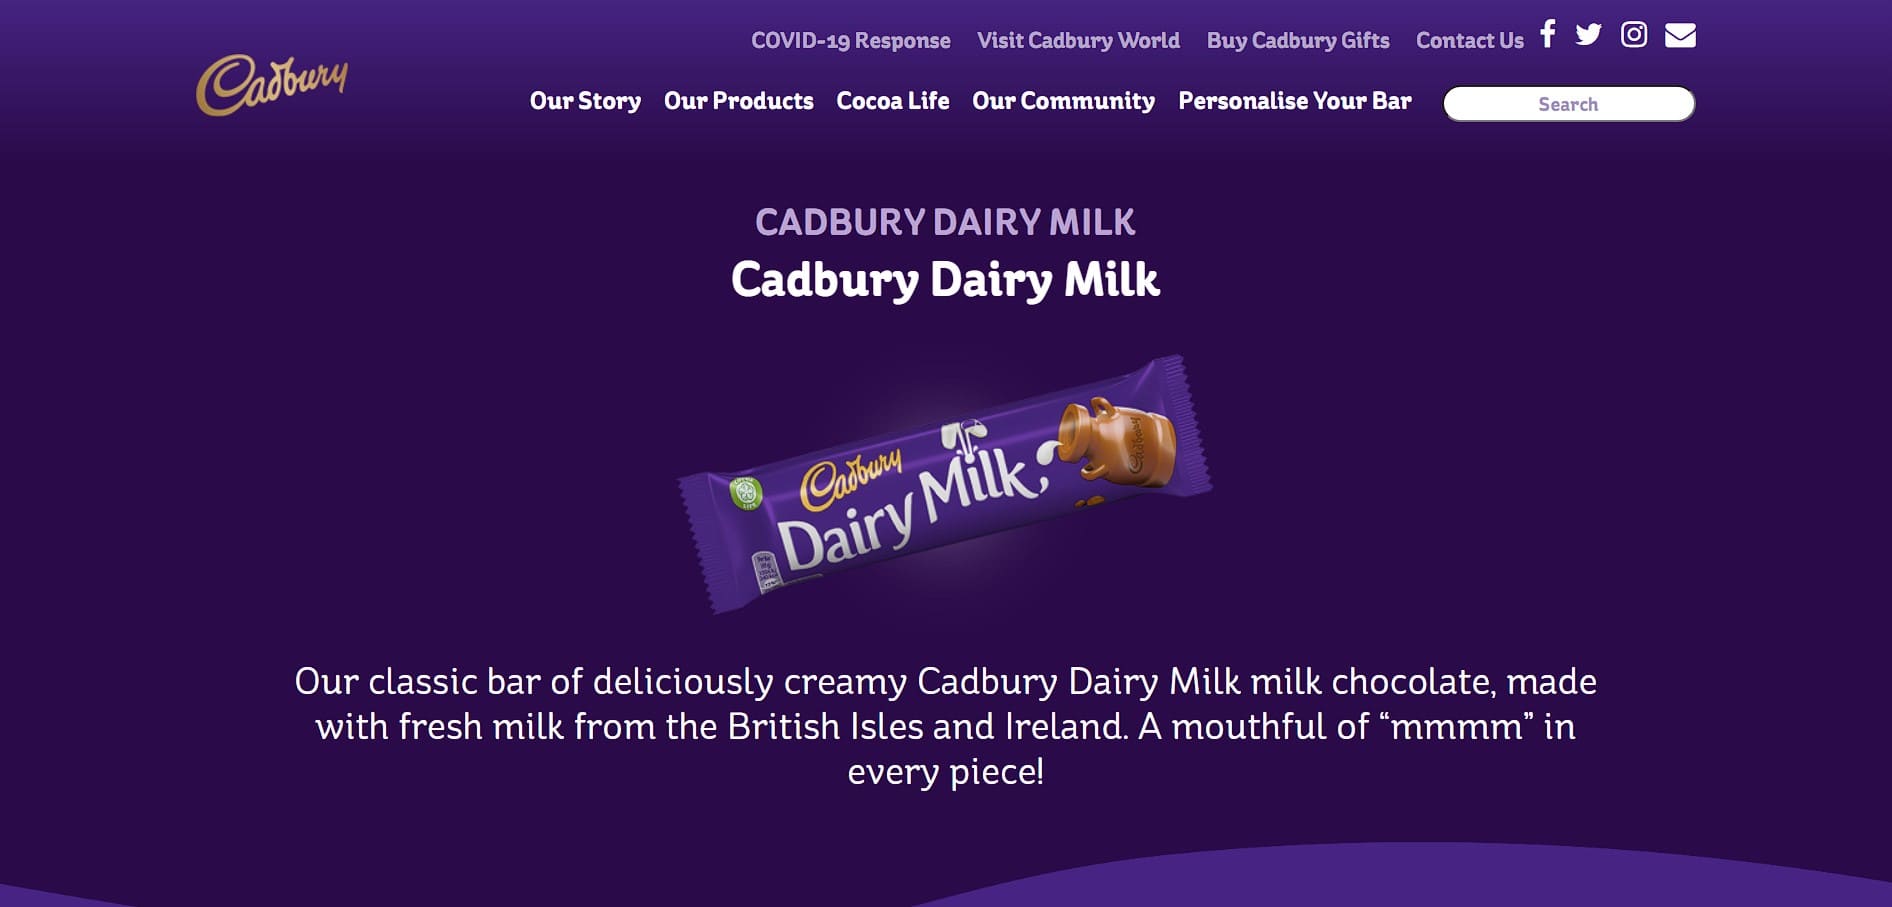 COVID-19 Response Visit Cadbury World Buy Cadbury Gifts Contact Us
Cadbury
Our Story Our Products Cocoa Life Our Community Personalise Your Bar Search
CADBURY DAIRY MILK
Cadbury Dairy Milk
Cadbury
Dairy Milk
Cadbury
Our classic bar of deliciously creamy Cadbury Dairy Milk milk chocolate, made
with fresh milk from the British Isles and Ireland. A mouthful of “mmmm” in
every piece!